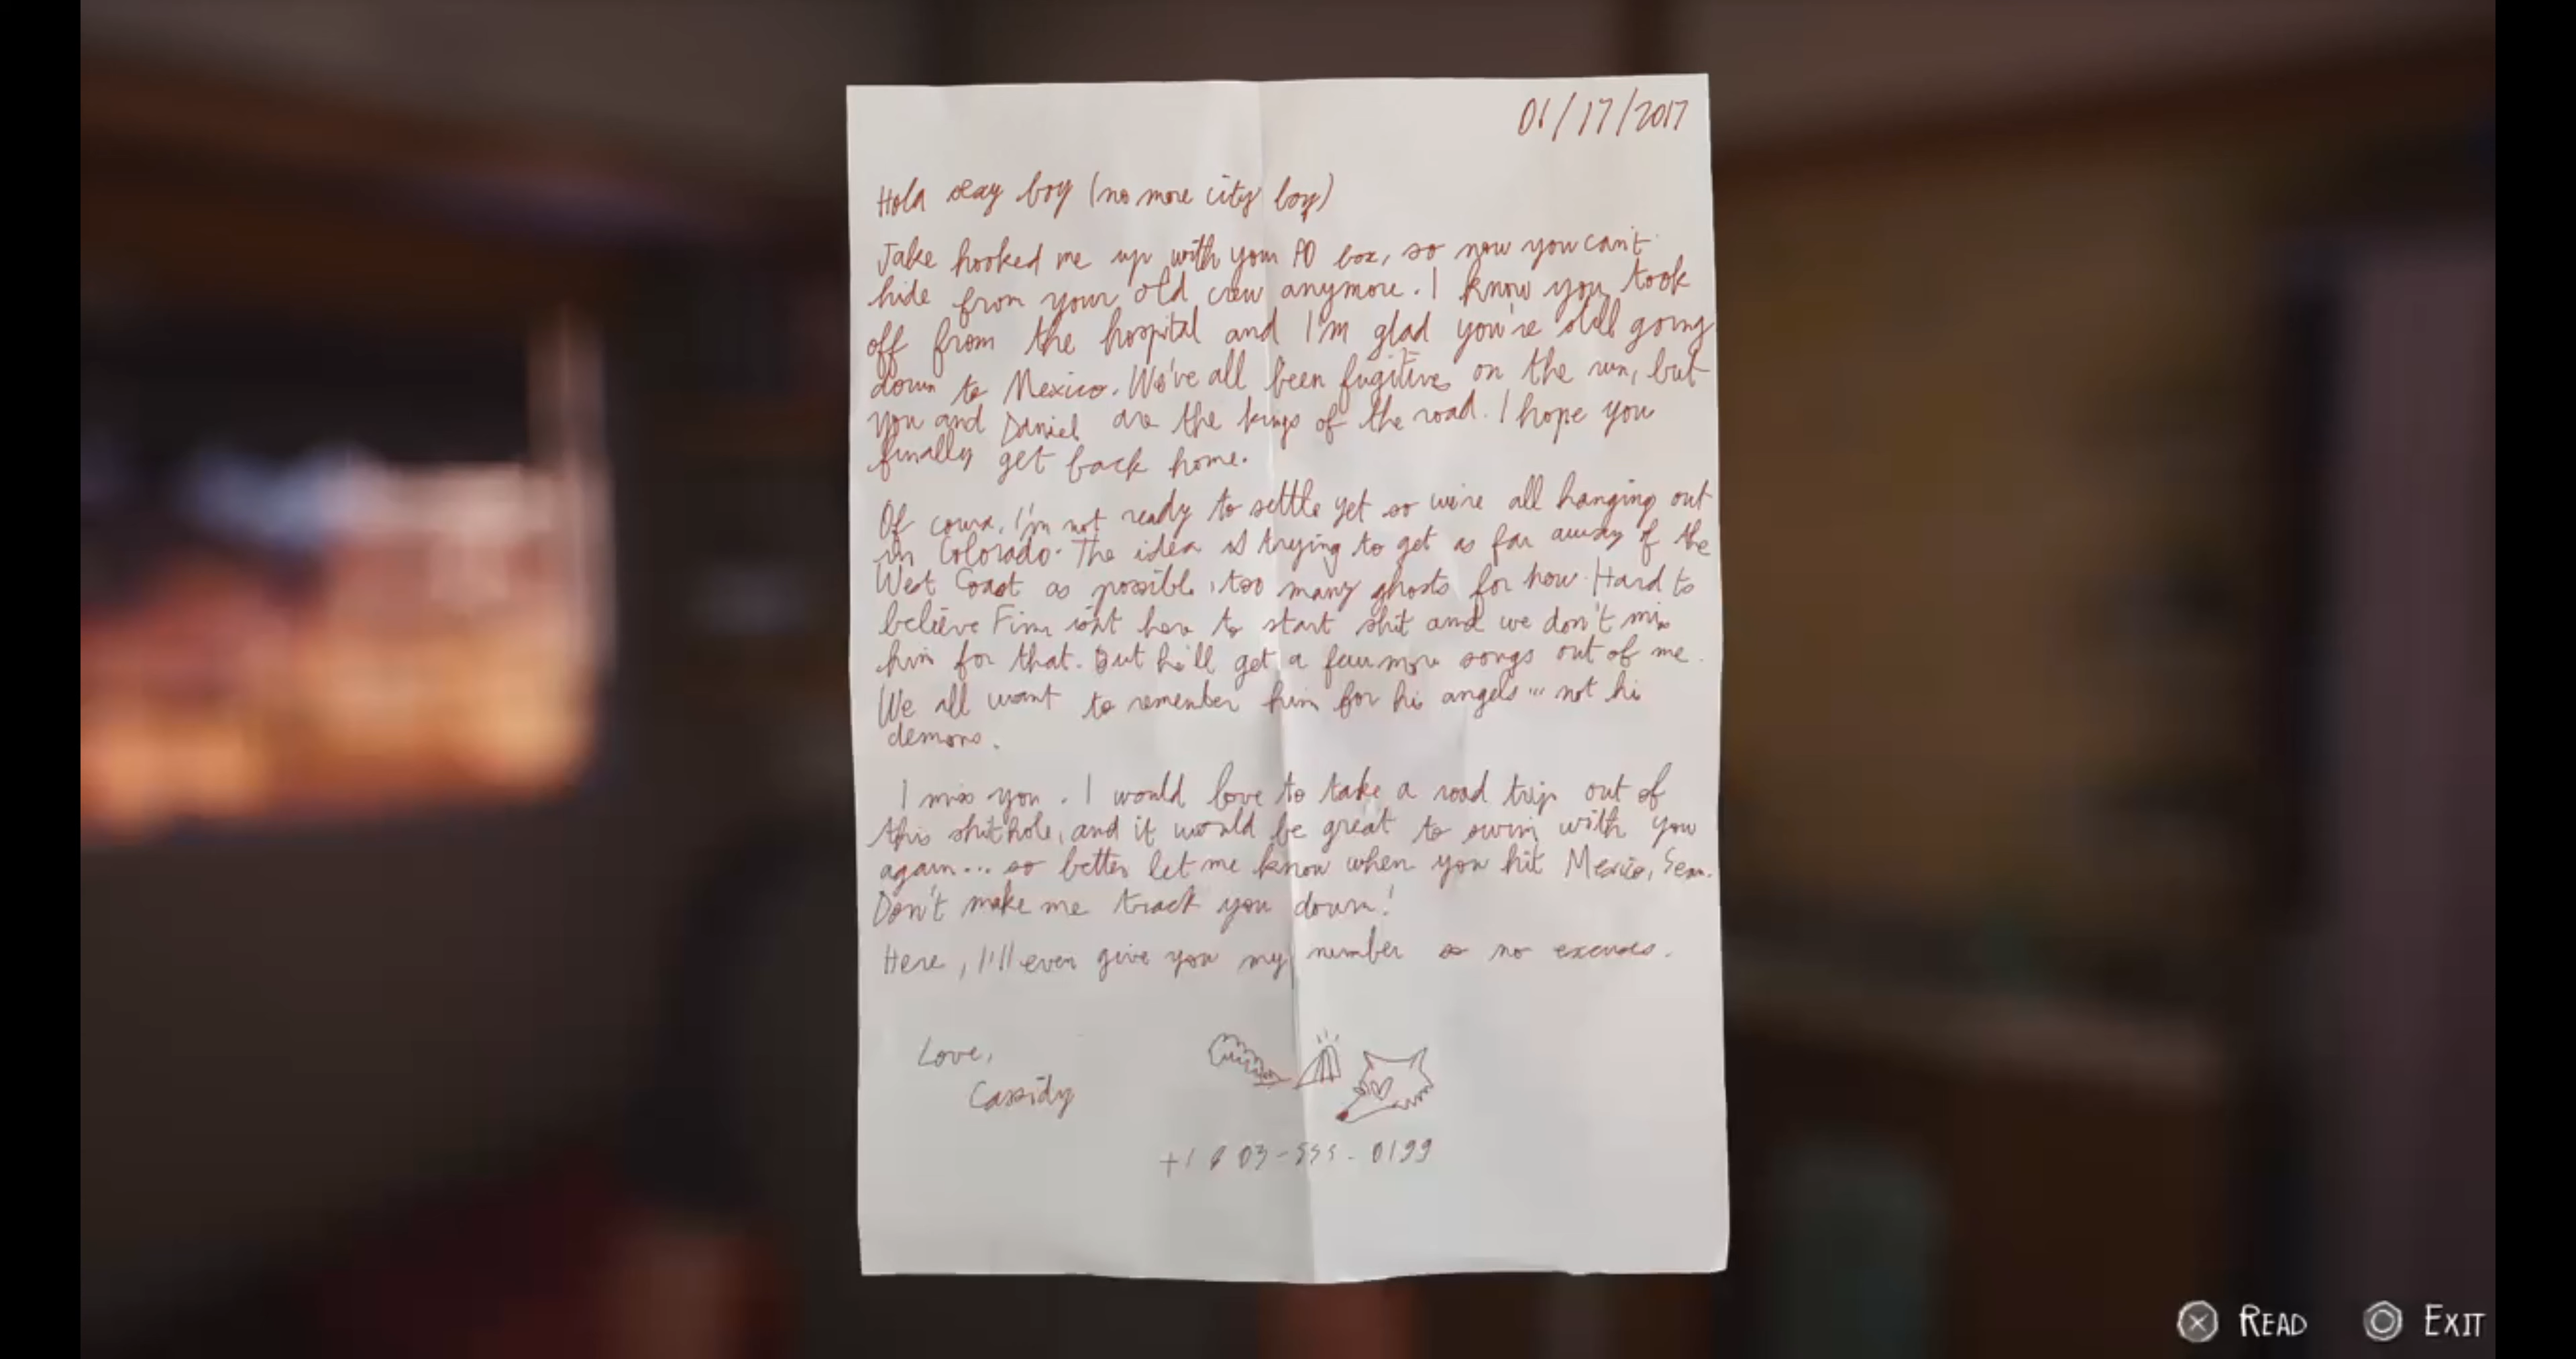 01/17/2017
Hola sexy boy (no more city boy)
Jake hooked me up with your PO box, so now you can't
hide from your old crew anymore. I know you took
off from the hospital and I'm glad you're still going
down to Mexico. We've all been fugitives on the run, but
you and Daniel are the kings of the road. I hope you
finally get back home.
Of course, I'm not ready to settle yet so we're all hanging out
in Colorado. The idea is trying to get as far away of the
West Coast as possible, too many ghosts for now. Hard to
believe Finn isn't here to start shit and we don't miss
him for that. But he'll get a few more songs out of me.
We all want to remember him for his angels... not his
demons.
I miss you. I would love to take a road trip out of
this shithole, and it would be great to swim with you
again... so better let me know when you hit Mexico, Sean.
Don't make me track you down!
Here, I'll even give you my number so no excuses.
Love,
Cassidy
03-555-0199
READ EXIT